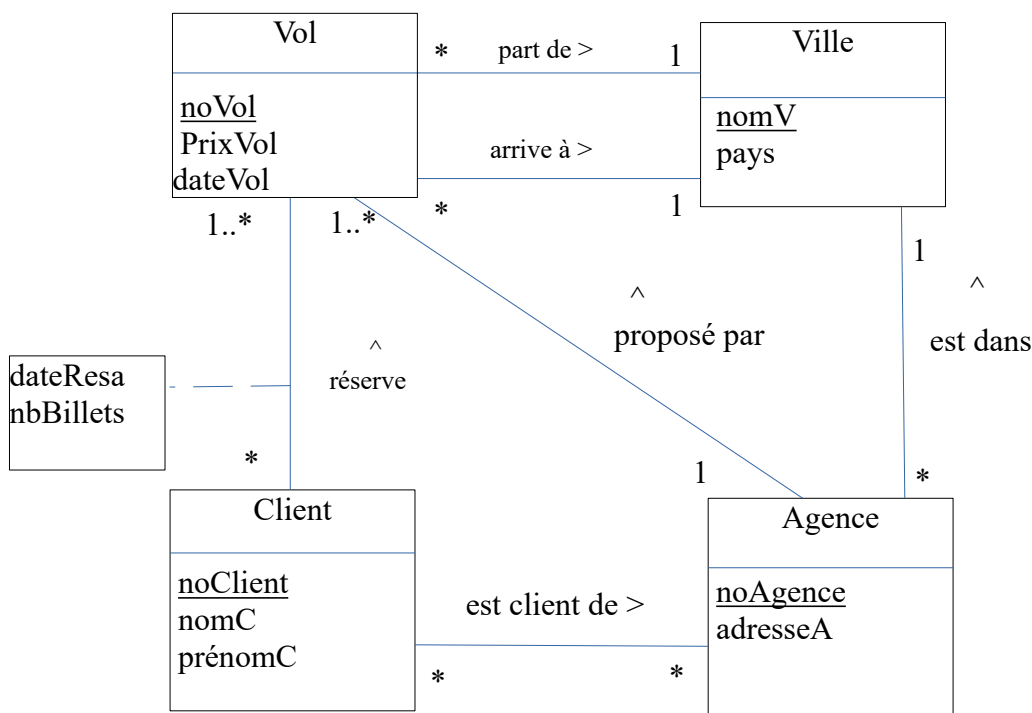 Vol
noVol
PrixVol
dateVol
* part de > 1
arrive à >
* 1
Ville
nomV
pays
1..* 1..*
1
^
est dans
^
proposé par
^
réserve
dateResa
nbBillets
*
1
*
Client
noClient
nomC
prénomC
est client de >
* *
Agence
noAgence
adresseA